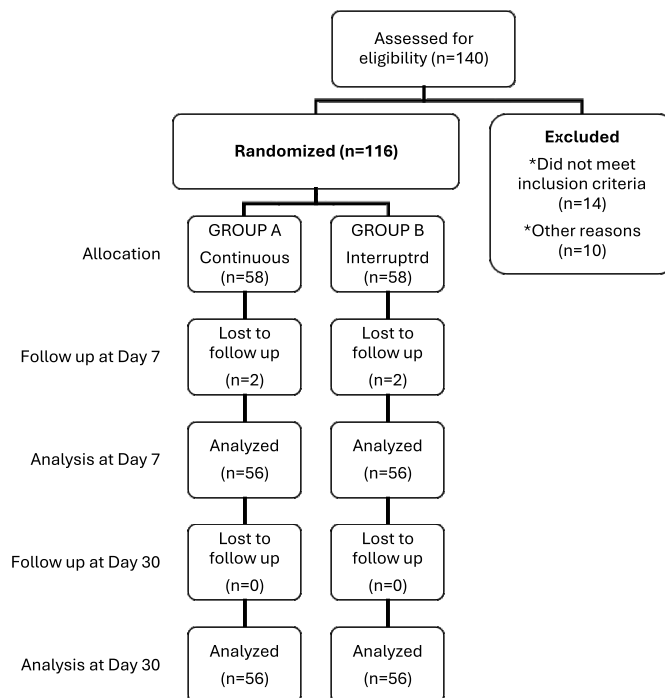 Assessed for
eligibility (n=140)
Randomized (n=116)
Excluded
*Did not meet
inclusion criteria
(n=14)
*Other reasons
(n=10)
Allocation
GROUP A
Continuous
(n=58)
GROUP B
Interruptrd
(n=58)
Follow up at Day 7
Lost to
follow up
(n=2)
Lost to
follow up
(n=2)
Analysis at Day 7
Analyzed
(n=56)
Analyzed
(n=56)
Follow up at Day 30
Lost to
follow up
(n=0)
Lost to
follow up
(n=0)
Analysis at Day 30
Analyzed
(n=56)
Analyzed
(n=56)